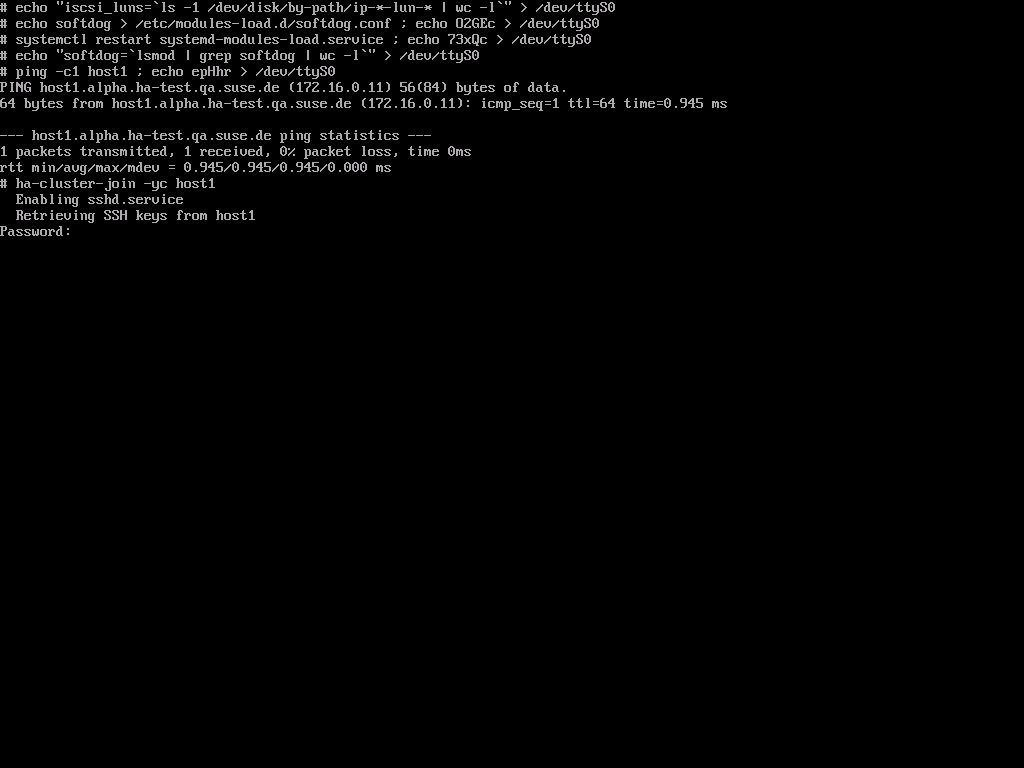 # echo "iscsi_luns=`ls -1 /dev/disk/by-path/ip-*-lun-* | wc -l`" > /dev/ttyS0
# echo softdog > /etc/modules-load.d/softdog.conf ; echo O2GEc > /dev/ttyS0
# systemctl restart systemd-modules-load.service ; echo 73xQc > /dev/ttyS0
# echo "softdog=`lsmod | grep softdog | wc -l`" > /dev/ttyS0
# ping -c1 host1 ; echo epHhr > /dev/ttyS0
PING host1.alpha.ha-test.qa.suse.de (172.16.0.11) 56(84) bytes of data.
64 bytes from host1.alpha.ha-test.qa.suse.de (172.16.0.11): icmp_seq=1 ttl=64 time=0.945 ms

--- host1.alpha.ha-test.qa.suse.de ping statistics ---
1 packets transmitted, 1 received, 0% packet loss, time 0ms
rtt min/avg/max/mdev = 0.945/0.945/0.945/0.000 ms
# ha-cluster-join -yc host1
  Enabling sshd.service
  Retrieving SSH keys from host1
Password: